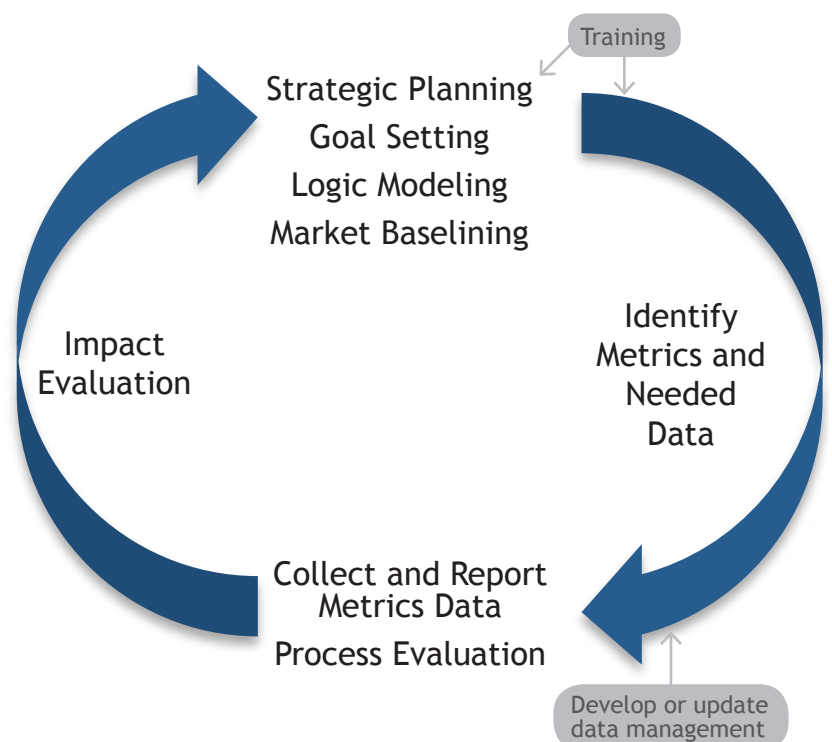 Training
Strategic Planning
Goal Setting
Logic Modeling
Market Baselining
Identify
Metrics and
Needed
Data
Impact
Evaluation
Collect and Report
Metrics Data
Process Evaluation
Develop or update
data management